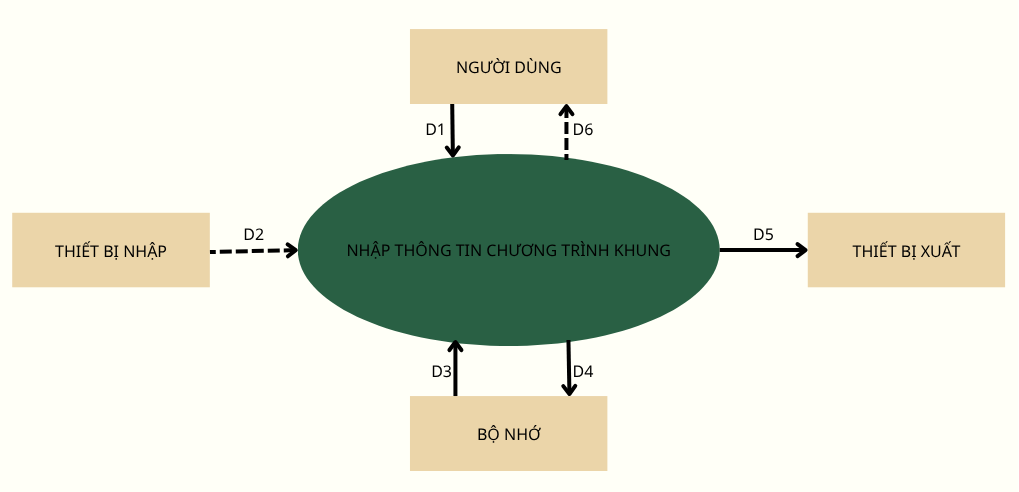 NGƯỜI DÙNG
D1
D6
THIẾT BỊ NHẬP
D2
NHẬP THÔNG TIN CHƯƠNG TRÌNH KHUNG
D5
THIẾT BỊ XUẤT
D3
D4
BỘ NHỚ